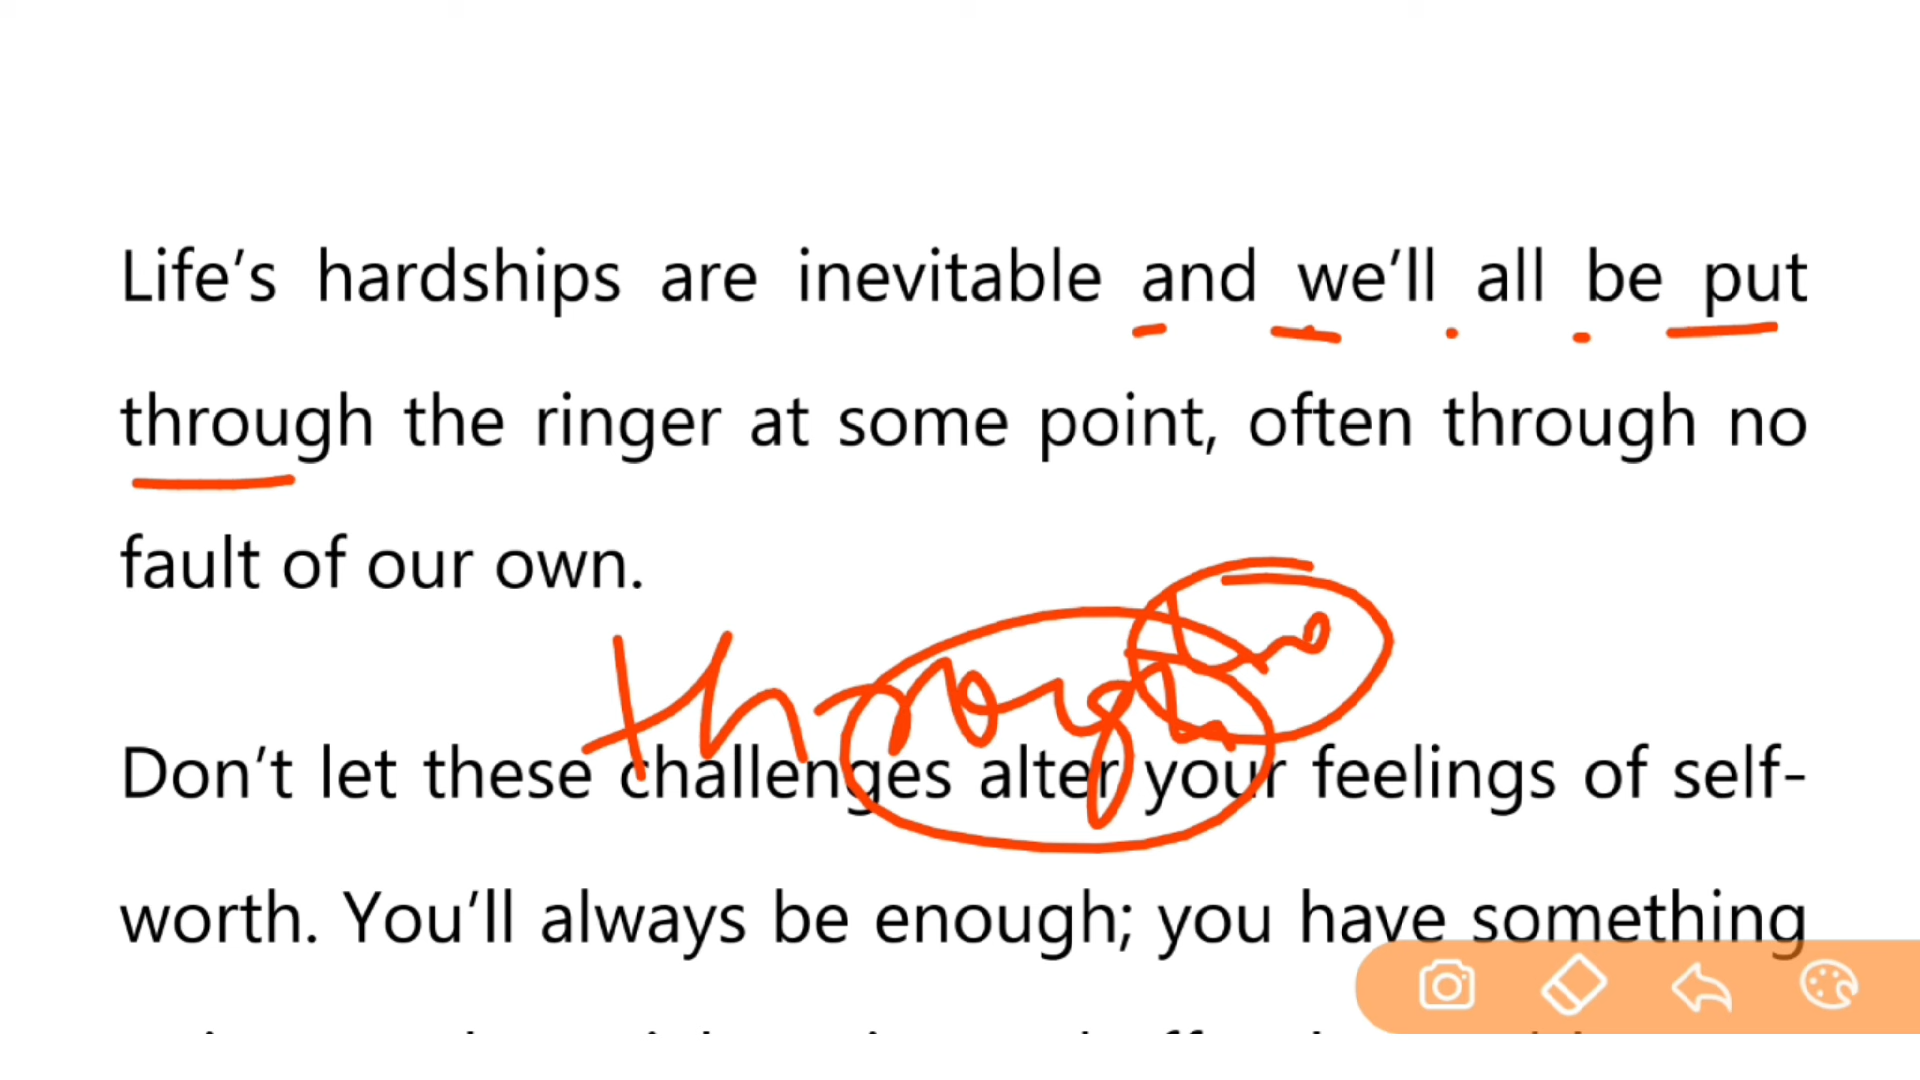 Life’s hardships are inevitable and we’ll all be put
through the ringer at some point, often through no
fault of our own.
through
Don’t let these challenges alter your feelings of self-
worth. You’ll always be enough; you have something